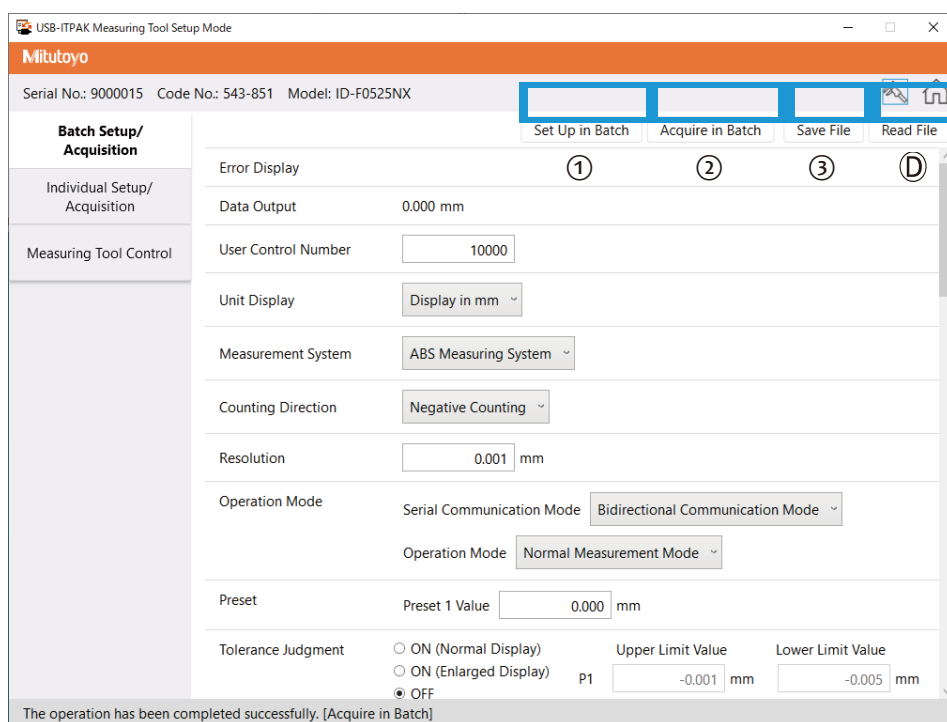 USB-ITPAK Measuring Tool Setup Mode
Mitutoyo
Serial No.: 9000015 Code No.: 543-851 Model: ID-F0525NX
Batch Setup/
Acquisition
Individual Setup/
Acquisition
Measuring Tool Control
Set Up in Batch Acquire in Batch Save File Read File
① ② ③ Ⓓ
Error Display
Data Output 0.000 mm
User Control Number 10000
Unit Display Display in mm
Measurement System ABS Measuring System
Counting Direction Negative Counting
Resolution 0.001 mm
Operation Mode Serial Communication Mode Bidirectional Communication Mode
Operation Mode Normal Measurement Mode
Preset Preset 1 Value 0.000 mm
Tolerance Judgment ON (Normal Display) Upper Limit Value Lower Limit Value
ON (Enlarged Display) P1 -0.001 mm -0.005 mm
OFF
The operation has been completed successfully. [Acquire in Batch]